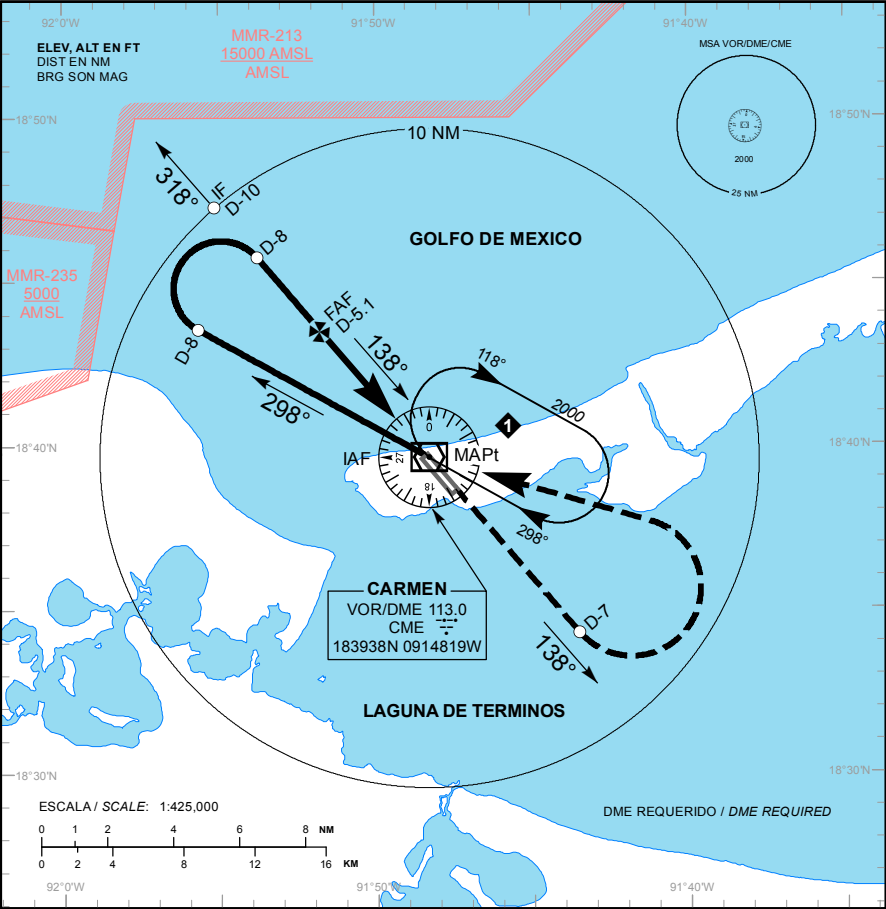 92°0'W
91°50'W
91°40'W
ELEV, ALT EN FT
DIST EN NM
BRG SON MAG
MMR-213
15000 AMSL
AMSL
MSA VOR/DME/CME
2000
25 NM
18°50'N
18°50'N
10 NM
318°
IF
D-10
GOLFO DE MEXICO
D-8
MMR-235
5000
AMSL
D-8
FAF
D-5.1
138°
118°
2000
298°
1
18°40'N
18°40'N
IAF
MAPt
0
27
18
298°
CARMEN
VOR/DME 113.0
CME
183938N 0914819W
D-7
138°
LAGUNA DE TERMINOS
18°30'N
18°30'N
ESCALA / SCALE: 1:425,000
0 1 2 4 6 8 NM
0 2 4 8 12 16 KM
DME REQUERIDO / DME REQUIRED
92°0'W
91°50'W
91°40'W